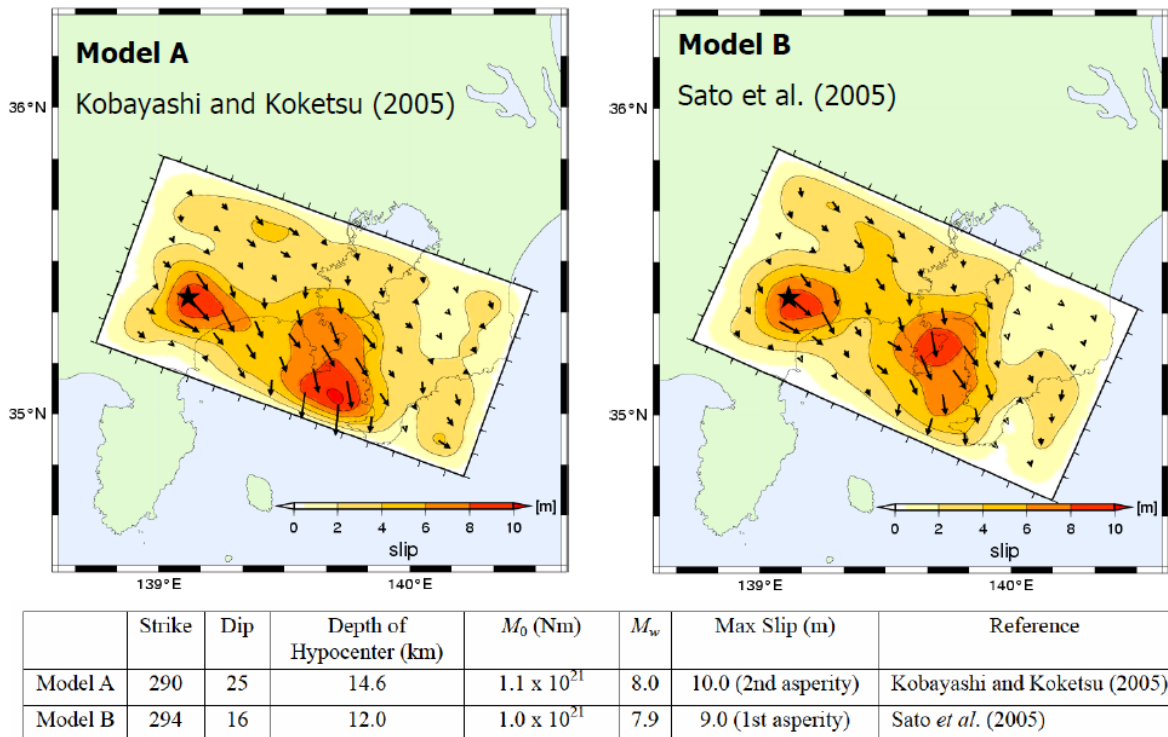 Model A
Kobayashi and Koketsu (2005)
36°N
35°N
0 2 4 6 8 10 [m]
slip
139°E 140°E
Model B
Sato et al. (2005)
36°N
35°N
0 2 4 6 8 10 [m]
slip
139°E 140°E
Strike Dip Depth of Hypocenter (km) M₀ (Nm) Mw Max Slip (m) Reference
Model A 290 25 14.6 1.1 x 10²¹ 8.0 10.0 (2nd asperity) Kobayashi and Koketsu (2005)
Model B 294 16 12.0 1.0 x 10²¹ 7.9 9.0 (1st asperity) Sato et al. (2005)